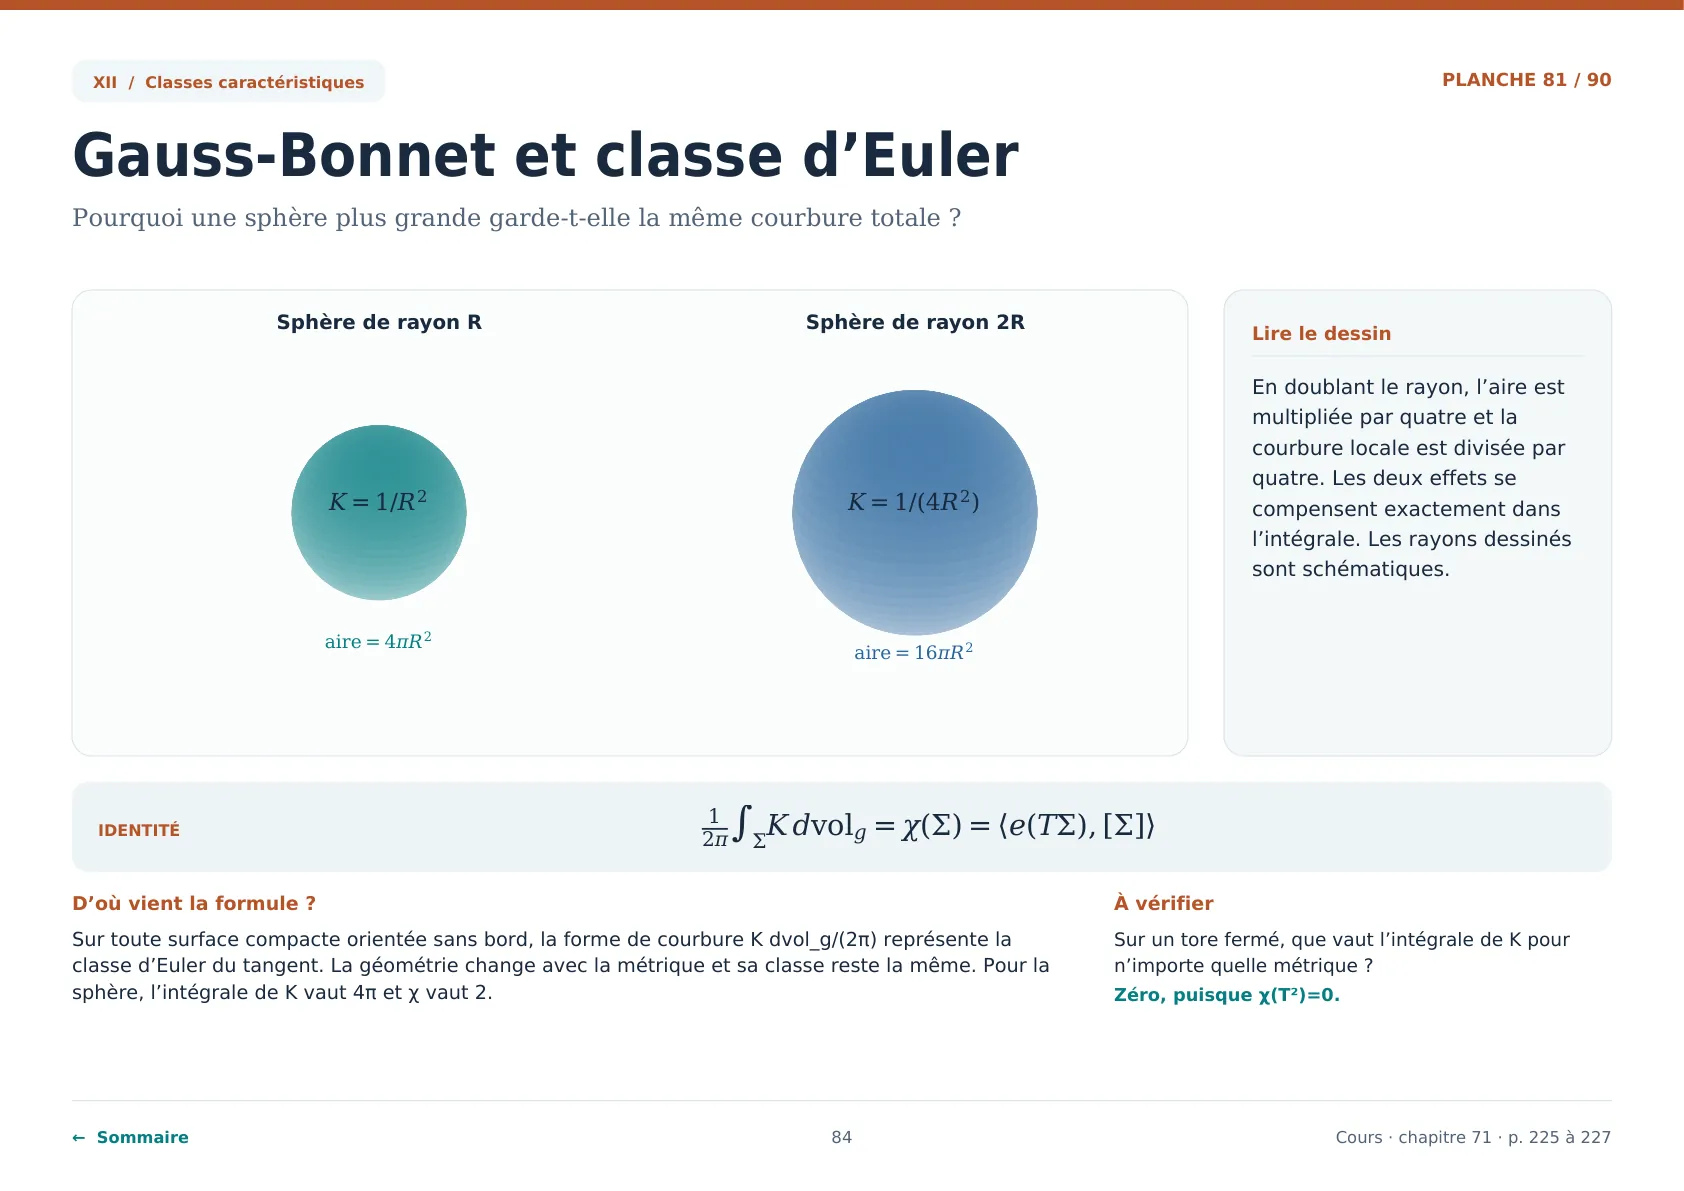 XII / Classes caractéristiques
PLANCHE 81 / 90
Gauss-Bonnet et classe d’Euler
Pourquoi une sphère plus grande garde-t-elle la même courbure totale ?
Sphère de rayon R
Sphère de rayon 2R
K = 1/R²
K = 1/(4R²)
aire = 4πR²
aire = 16πR²
Lire le dessin
En doublant le rayon, l’aire est
multipliée par quatre et la
courbure locale est divisée par
quatre. Les deux effets se
compensent exactement dans
l’intégrale. Les rayons dessinés
sont schématiques.
IDENTITÉ
1/2π ∫_Σ K dvol_g = χ(Σ) = ⟨e(TΣ), [Σ]⟩
D’où vient la formule ?
Sur toute surface compacte orientée sans bord, la forme de courbure K dvol_g/(2π) représente la
classe d’Euler du tangent. La géométrie change avec la métrique et sa classe reste la même. Pour la
sphère, l’intégrale de K vaut 4π et χ vaut 2.
À vérifier
Sur un tore fermé, que vaut l’intégrale de K pour
n’importe quelle métrique ?
Zéro, puisque χ(T²)=0.
← Sommaire
84
Cours · chapitre 71 · p. 225 à 227